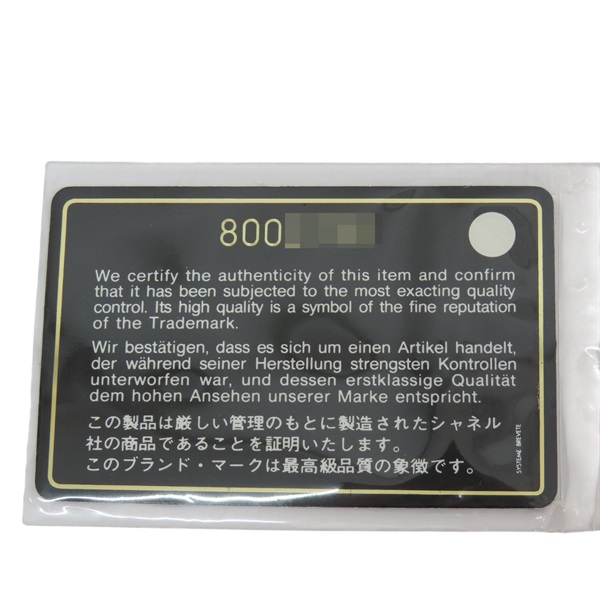 800
We certify the authenticity of this item and confirm
that it has been subjected to the most exacting quality
control. Its high quality is a symbol of the fine reputation
of the Trademark.
Wir bestätigen, dass es sich um einen Artikel handelt,
der während seiner Herstellung strengsten Kontrollen
unterworfen war, und dessen erstklassige Qualität
dem hohen Ansehen unserer Marke entspricht.
この製品は厳しい管理のもとに製造されたシャネル
社の商品であることを証明いたします。
このブランド・マークは最高級品質の象徴です。
SYSTEME BREVETE